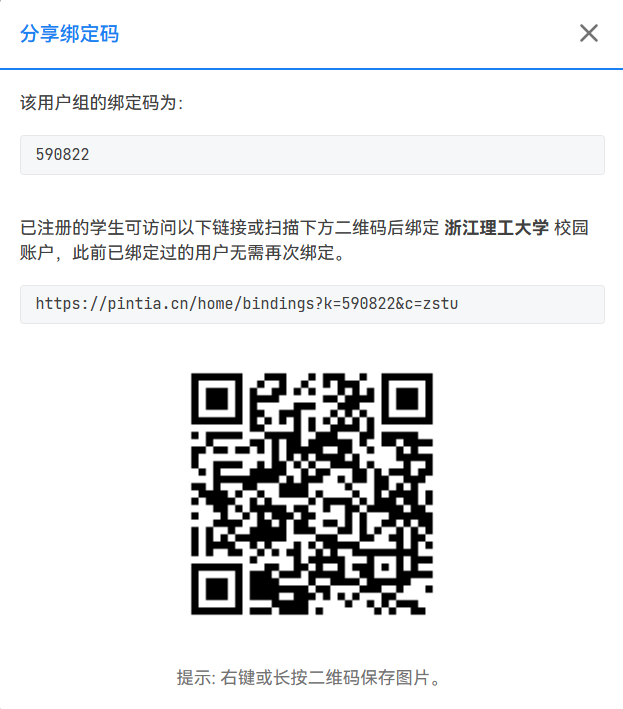 分享绑定码
该用户组的绑定码为：
590822
已注册的学生可访问以下链接或扫描下方二维码后绑定 浙江理工大学 校园
账户，此前已绑定过的用户无需再次绑定。
https://pintia.cn/home/bindings?k=590822&c=zstu
提示: 右键或长按二维码保存图片。